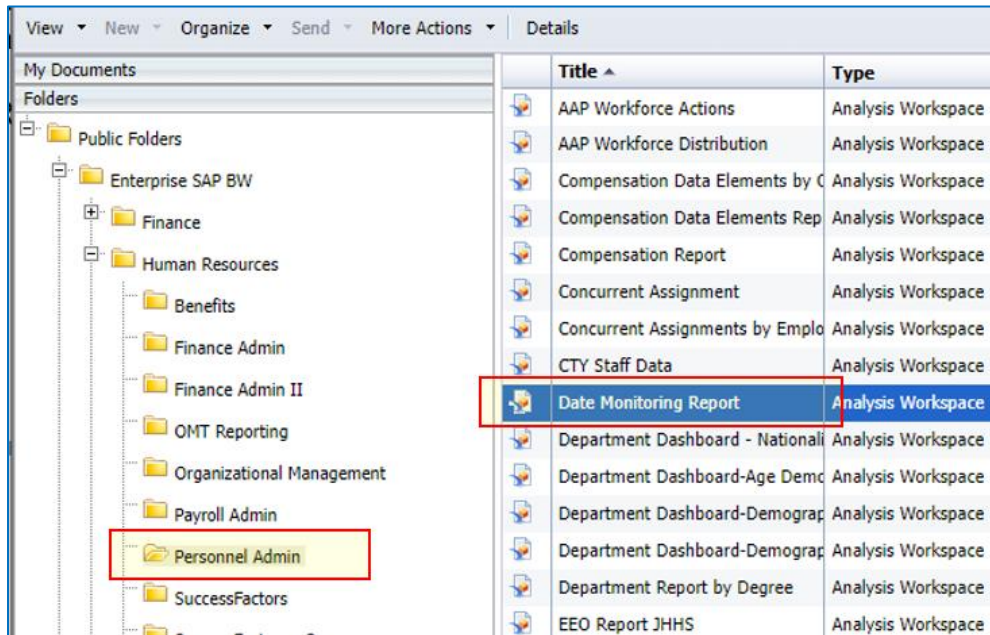 View New Organize Send More Actions Details
My Documents
Folders
Public Folders
Enterprise SAP BW
Finance
Human Resources
Benefits
Finance Admin
Finance Admin II
OMT Reporting
Organizational Management
Payroll Admin
Personnel Admin
SuccessFactors
Title Type
AAP Workforce Actions Analysis Workspace
AAP Workforce Distribution Analysis Workspace
Compensation Data Elements by Analysis Workspace
Compensation Data Elements Rep Analysis Workspace
Compensation Report Analysis Workspace
Concurrent Assignment Analysis Workspace
Concurrent Assignments by Emplo Analysis Workspace
CTY Staff Data Analysis Workspace
Date Monitoring Report Analysis Workspace
Department Dashboard - Nationali Analysis Workspace
Department Dashboard-Age Demo Analysis Workspace
Department Dashboard-Demograp Analysis Workspace
Department Dashboard-Demograp Analysis Workspace
Department Report by Degree Analysis Workspace
EEO Report JHHS Analysis Workspace